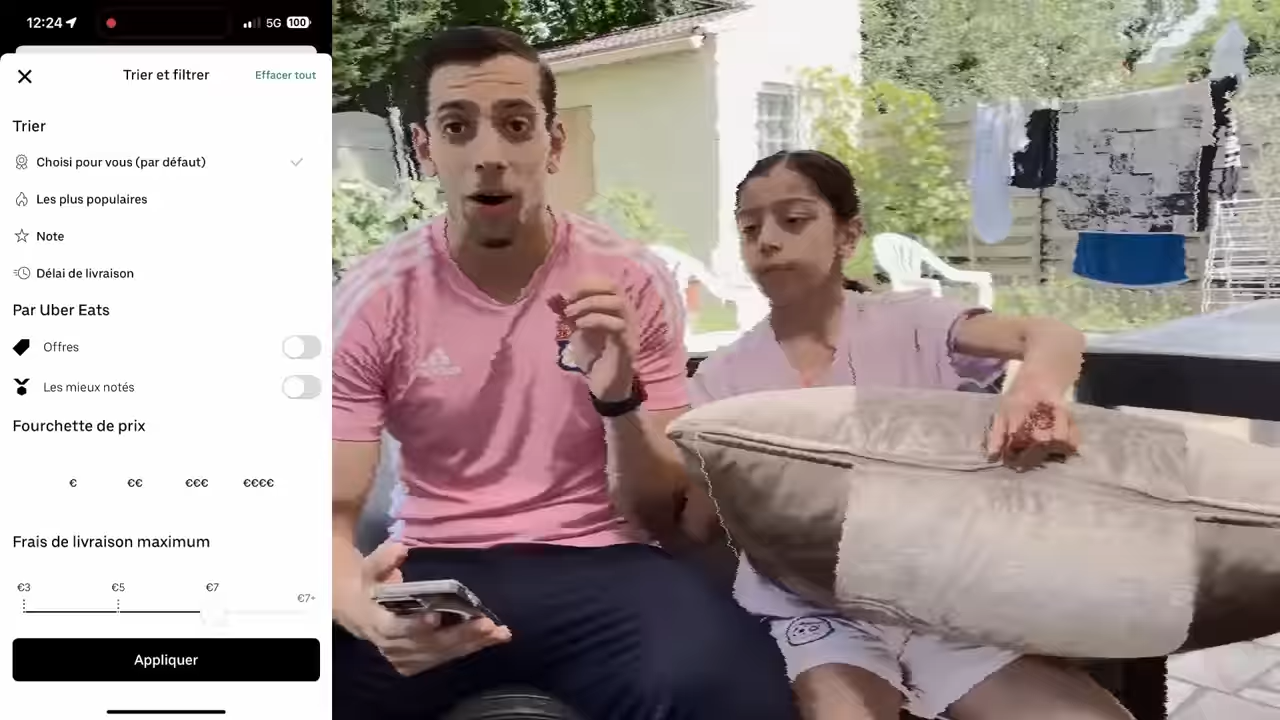 12:24
5G 100
Trier et filtrer
Effacer tout
Trier
Choisi pour vous (par défaut)
Les plus populaires
Note
Délai de livraison
Par Uber Eats
Offres
Les mieux notés
Fourchette de prix
€ €€ €€€ €€€€
Frais de livraison maximum
€3 €5 €7 €7+
Appliquer
adidas